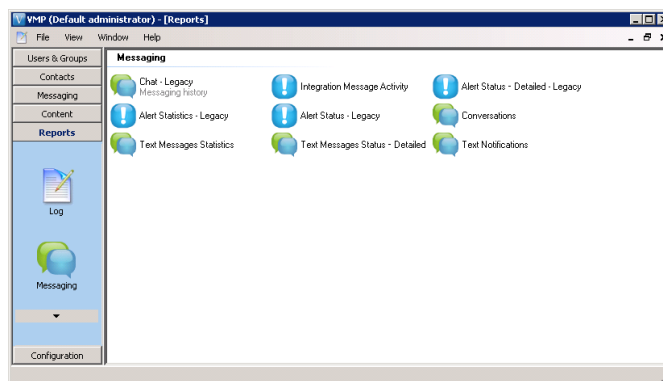 VMP (Default administrator) - [Reports]
File View Window Help
Users & Groups
Contacts
Messaging
Content
Reports
Log
Messaging
Configuration
Messaging
Chat - Legacy
Messaging history
Integration Message Activity
Alert Status - Detailed - Legacy
Alert Statistics - Legacy
Alert Status - Legacy
Conversations
Text Messages Statistics
Text Messages Status - Detailed
Text Notifications